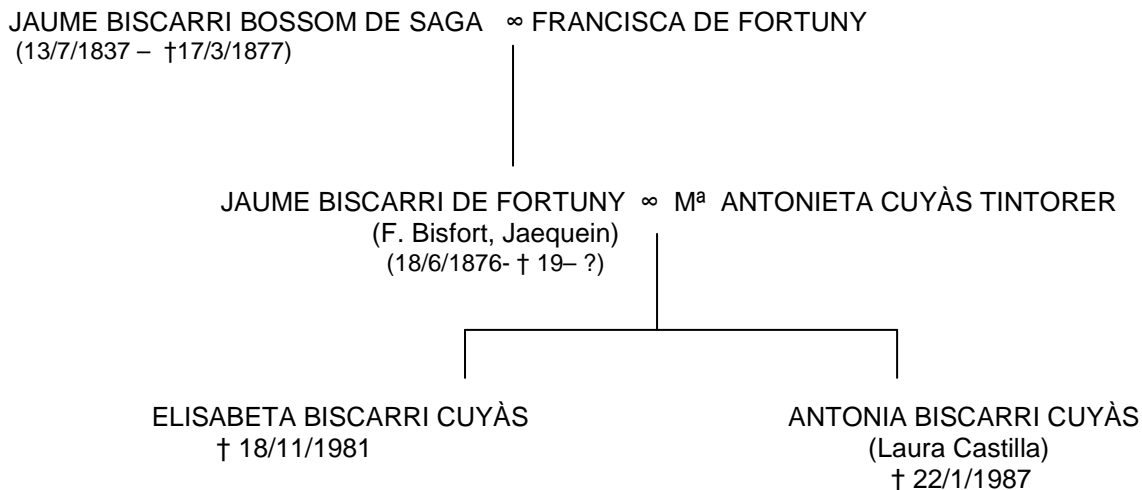 JAUME BISCARRI BOSSOM DE SAGA ∞ FRANCISCA DE FORTUNY
(13/7/1837 – †17/3/1877)
JAUME BISCARRI DE FORTUNY ∞ Mª ANTONIETA CUYÀS TINTORER
(F. Bisfort, Jaequein)
(18/6/1876- † 19– ?)
ELISABETA BISCARRI CUYÀS
† 18/11/1981
ANTONIA BISCARRI CUYÀS
(Laura Castilla)
† 22/1/1987